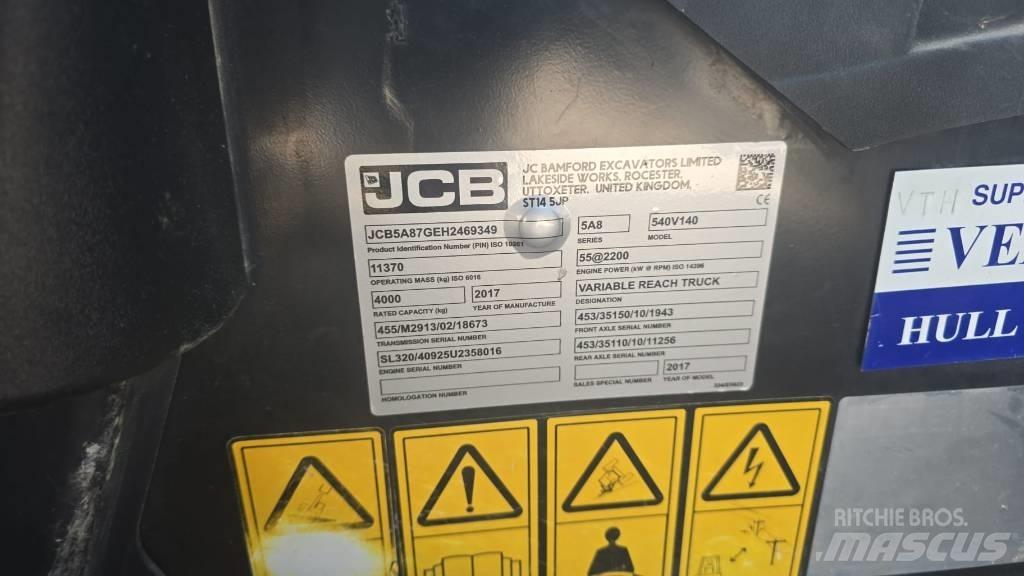 JCB
JC BAMFORD EXCAVATORS LIMITED
LAKESIDE WORKS, ROCESTER,
UTTOXETER. UNITED KINGDOM,
ST14 5JP
CE
JCB5A87GEH2469349
Product Identification Number (PIN) ISO 10261
5A8
SERIES
540V140
MODEL
11370
OPERATING MASS (kg) ISO 6016
55@2200
ENGINE POWER (kW @ RPM) ISO 14396
4000
RATED CAPACITY (kg)
2017
YEAR OF MANUFACTURE
VARIABLE REACH TRUCK
DESIGNATION
455/M2913/02/18673
TRANSMISSION SERIAL NUMBER
453/35150/10/1943
FRONT AXLE SERIAL NUMBER
SL320/40925U2358016
ENGINE SERIAL NUMBER
453/35110/10/11256
REAR AXLE SERIAL NUMBER
HOMOLOGATION NUMBER
SALES SPECIAL NUMBER
2017
YEAR OF MODEL
VTH
SUP
VE
HULL
RITCHIE BROS.
MASCUS